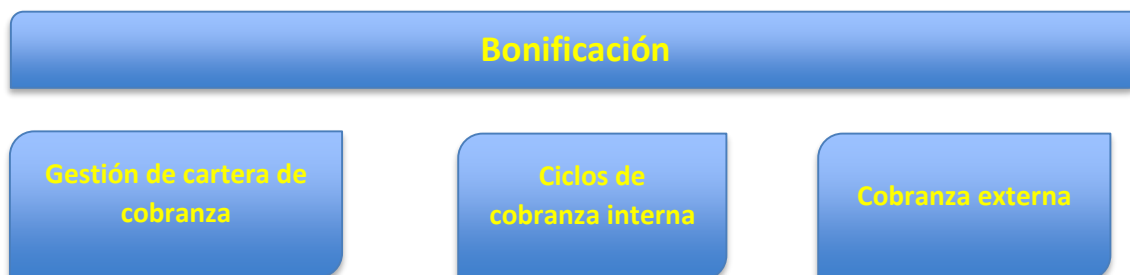 Bonificación
Gestión de cartera de
cobranza
Ciclos de
cobranza interna
Cobranza externa